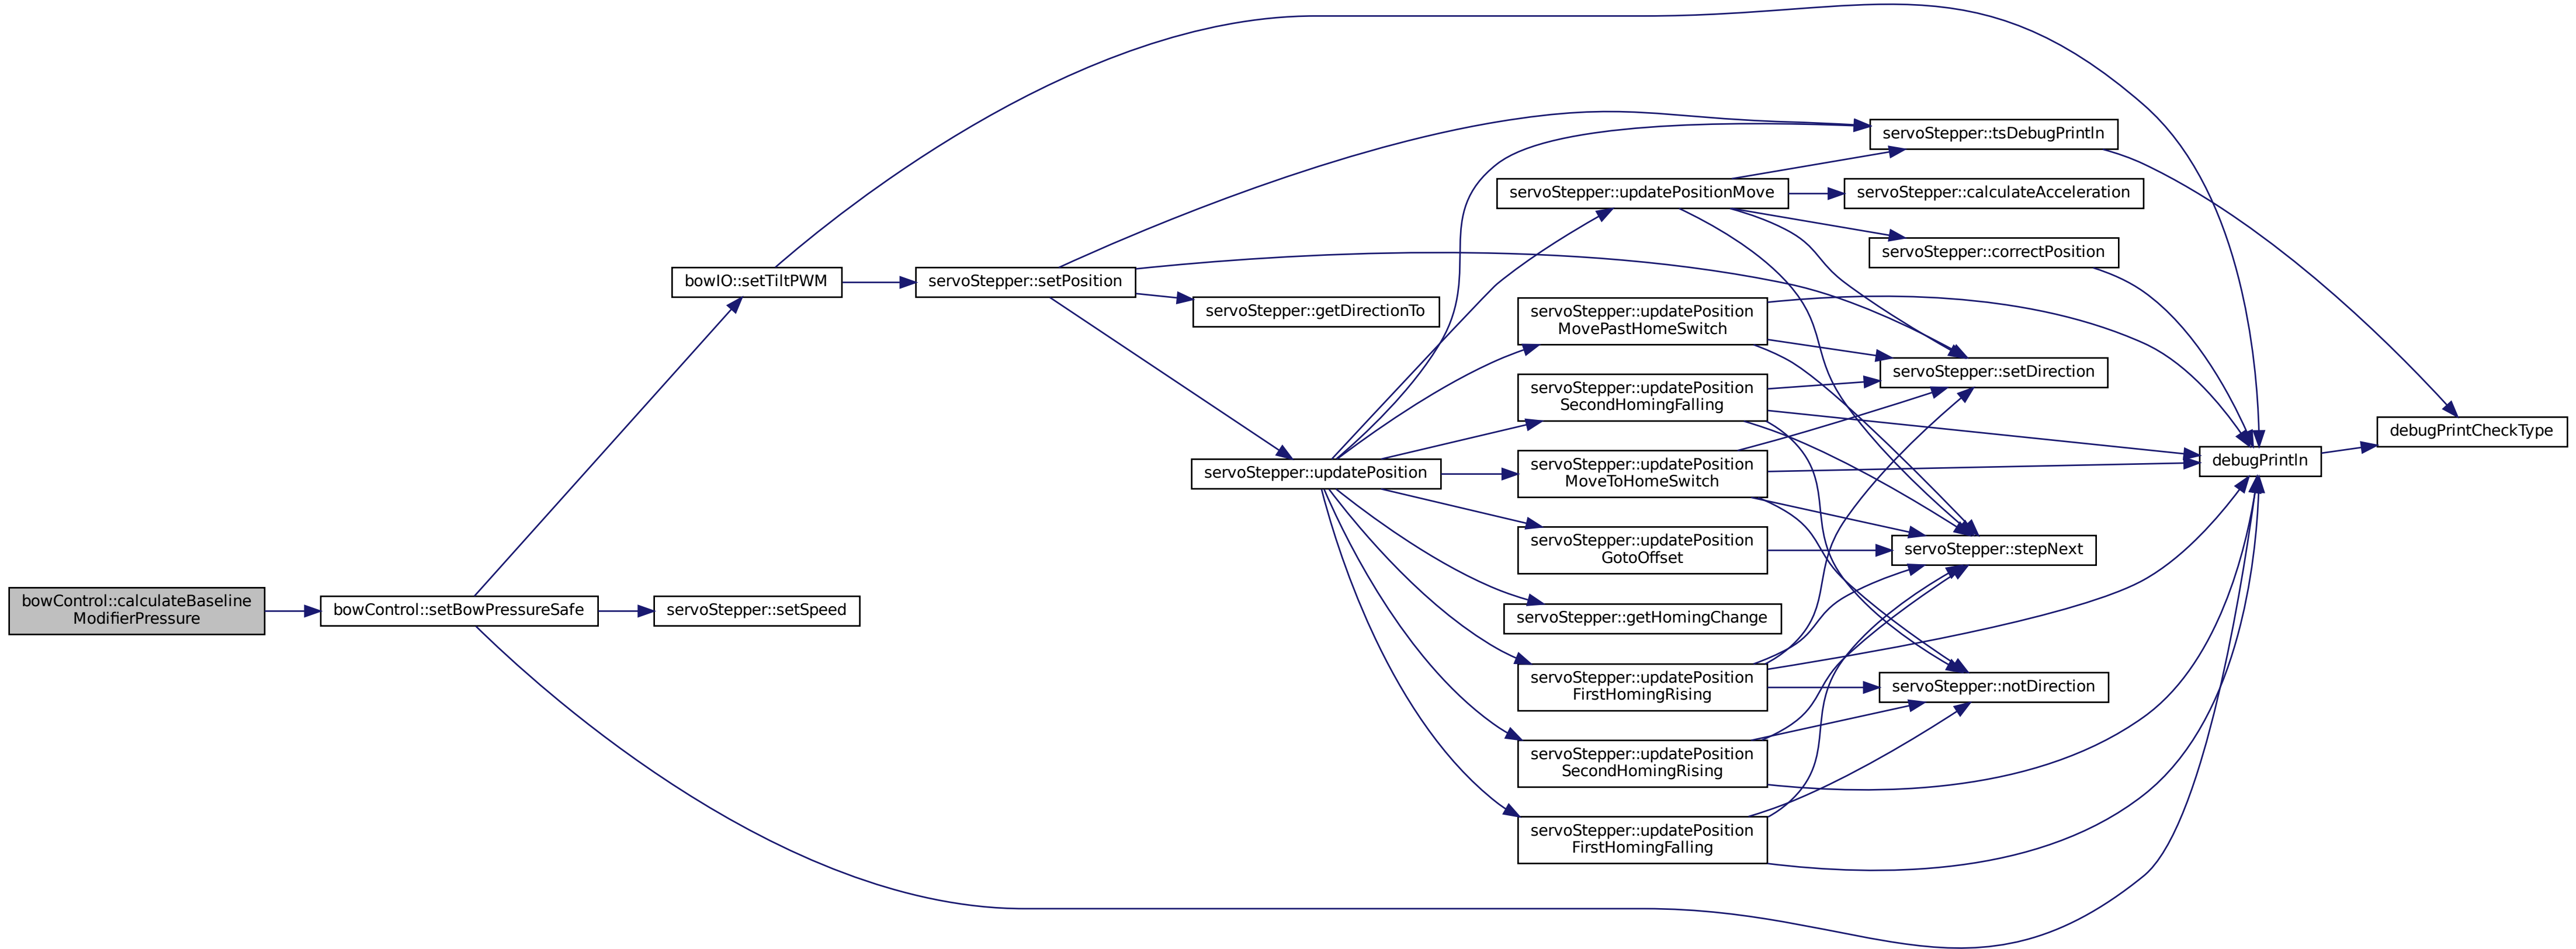 bowControl::calculateBaseline
ModifierPressure
bowControl::setBowPressureSafe
bowIO::setTiltPWM
servoStepper::setSpeed
servoStepper::setPosition
servoStepper::getDirectionTo
servoStepper::updatePosition
servoStepper::updatePositionMove
servoStepper::updatePosition
MovePastHomeSwitch
servoStepper::updatePosition
SecondHomingFalling
servoStepper::updatePosition
MoveToHomeSwitch
servoStepper::updatePosition
GotoOffset
servoStepper::getHomingChange
servoStepper::updatePosition
FirstHomingRising
servoStepper::updatePosition
SecondHomingRising
servoStepper::updatePosition
FirstHomingFalling
servoStepper::tsDebugPrintln
servoStepper::calculateAcceleration
servoStepper::correctPosition
servoStepper::setDirection
servoStepper::stepNext
servoStepper::notDirection
debugPrintln
debugPrintCheckType